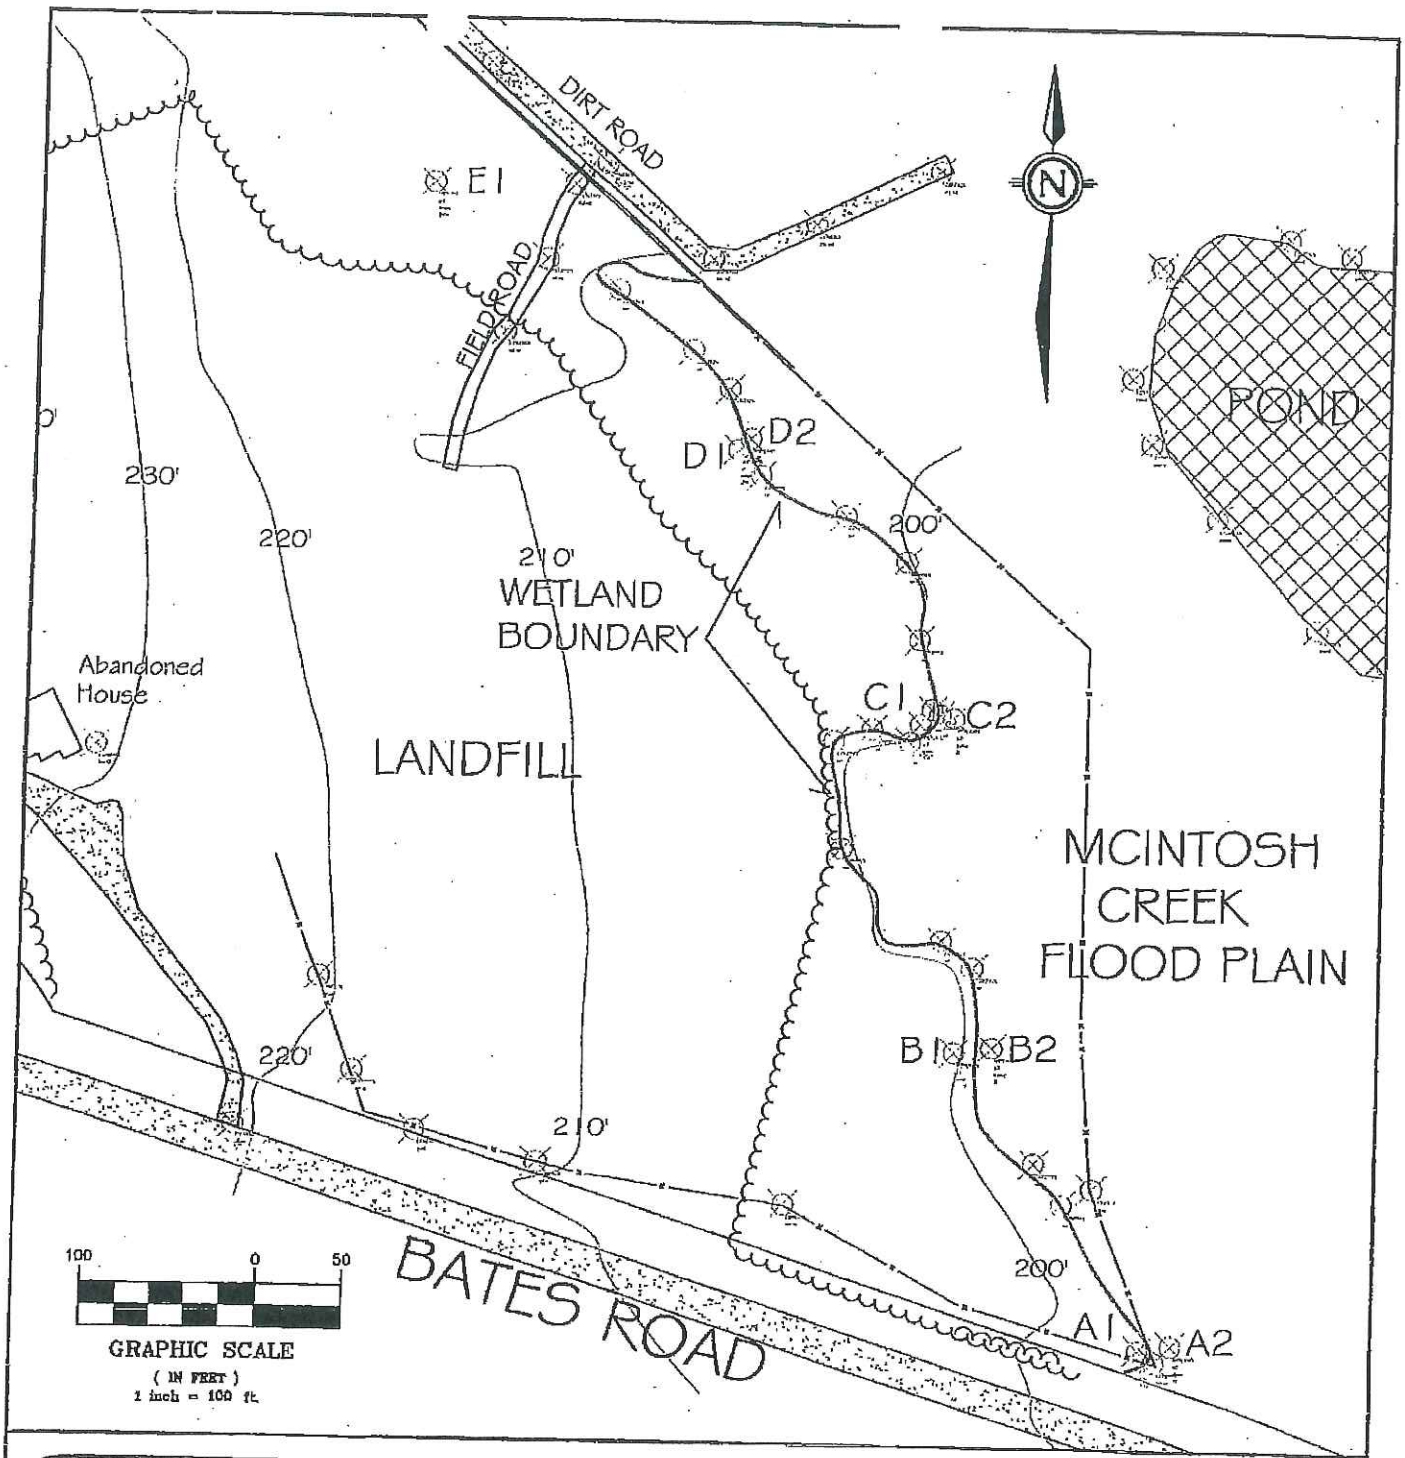 DIRT ROAD
E1
N
FIELD ROAD
POND
D1
D2
0'
230'
200'
220'
210'
WETLAND
BOUNDARY
Abandoned
House
C1
C2
LANDFILL
MCINTOSH
CREEK
FLOOD PLAIN
B1
B2
220'
210'
BATES ROAD
200'
A1
A2
100
0
50
GRAPHIC SCALE
( IN FEET )
1 inch = 100 ft.